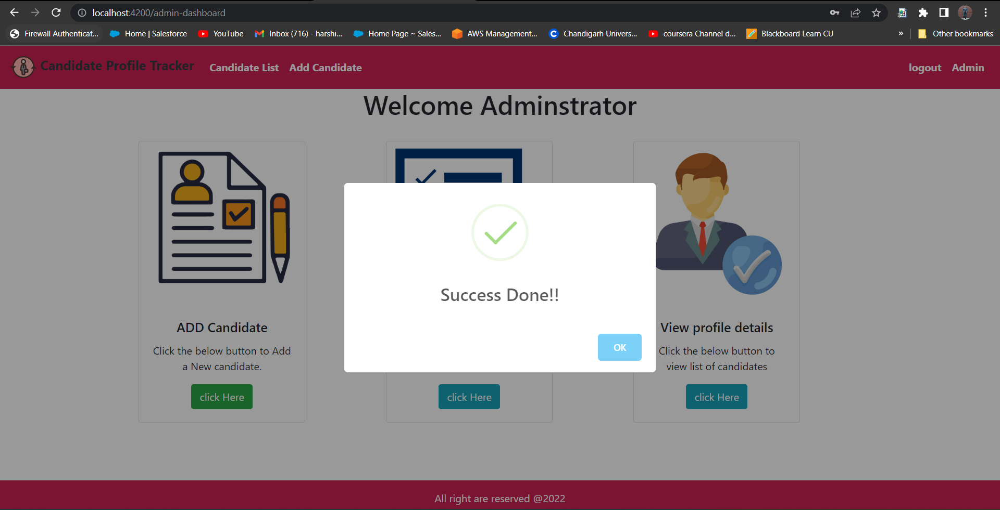 localhost:4200/admin-dashboard
Firewall Authenticat... Home | Salesforce YouTube Inbox (716) - harshi... Home Page ~ Sales... AWS Management... Chandigarh Univers... coursera Channel d... Blackboard Learn CU » Other bookmarks
Candidate Profile Tracker Candidate List Add Candidate logout Admin
Welcome Adminstrator
Success Done!!
OK
ADD Candidate
Click the below button to Add
a New candidate.
click Here
click Here
View profile details
Click the below button to
view list of candidates
click Here
All right are reserved @2022